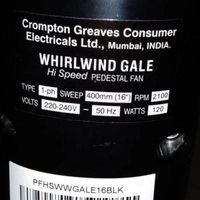 Crompton Greaves Consumer
Electricals Ltd., Mumbai, INDIA.
WHIRLWIND GALE
Hi Speed PEDESTAL FAN
TYPE 1-ph SWEEP 400mm (16") RPM 2100
VOLTS 220-240V - 50 Hz WATTS 120
PFHSWWGALE16BLK